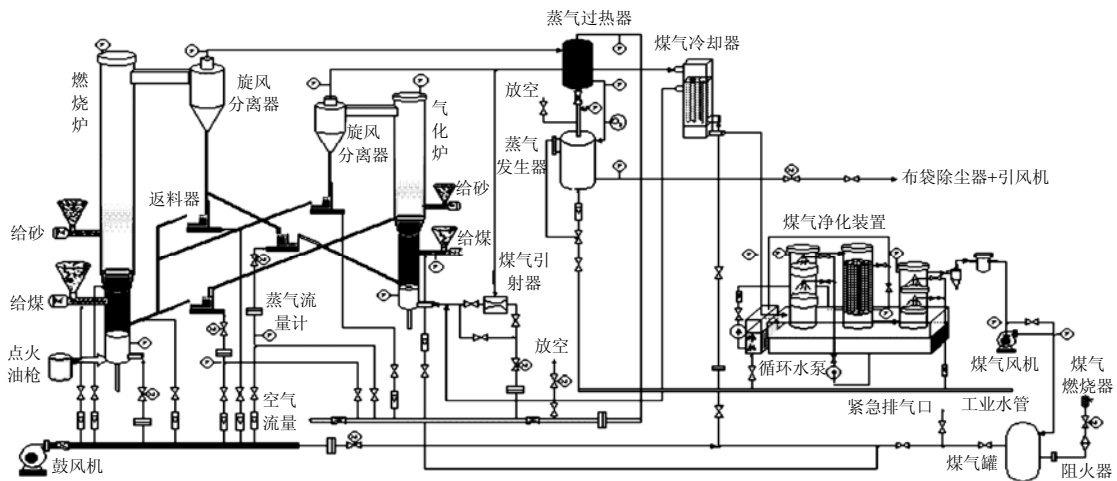 蒸气过热器
煤气冷却器
燃
烧
炉
旋风
分离器
旋风
分离器
气
化
炉
放空
蒸气
发生器
布袋除尘器+引风机
给砂
给砂
返料器
给煤
给煤
煤气净化装置
煤气引
射器
蒸气流
量计
点火
油枪
放空
循环水泵
煤气风机
煤气
燃烧器
空气
流量
紧急排气口
工业水管
鼓风机
煤气罐
阻火器